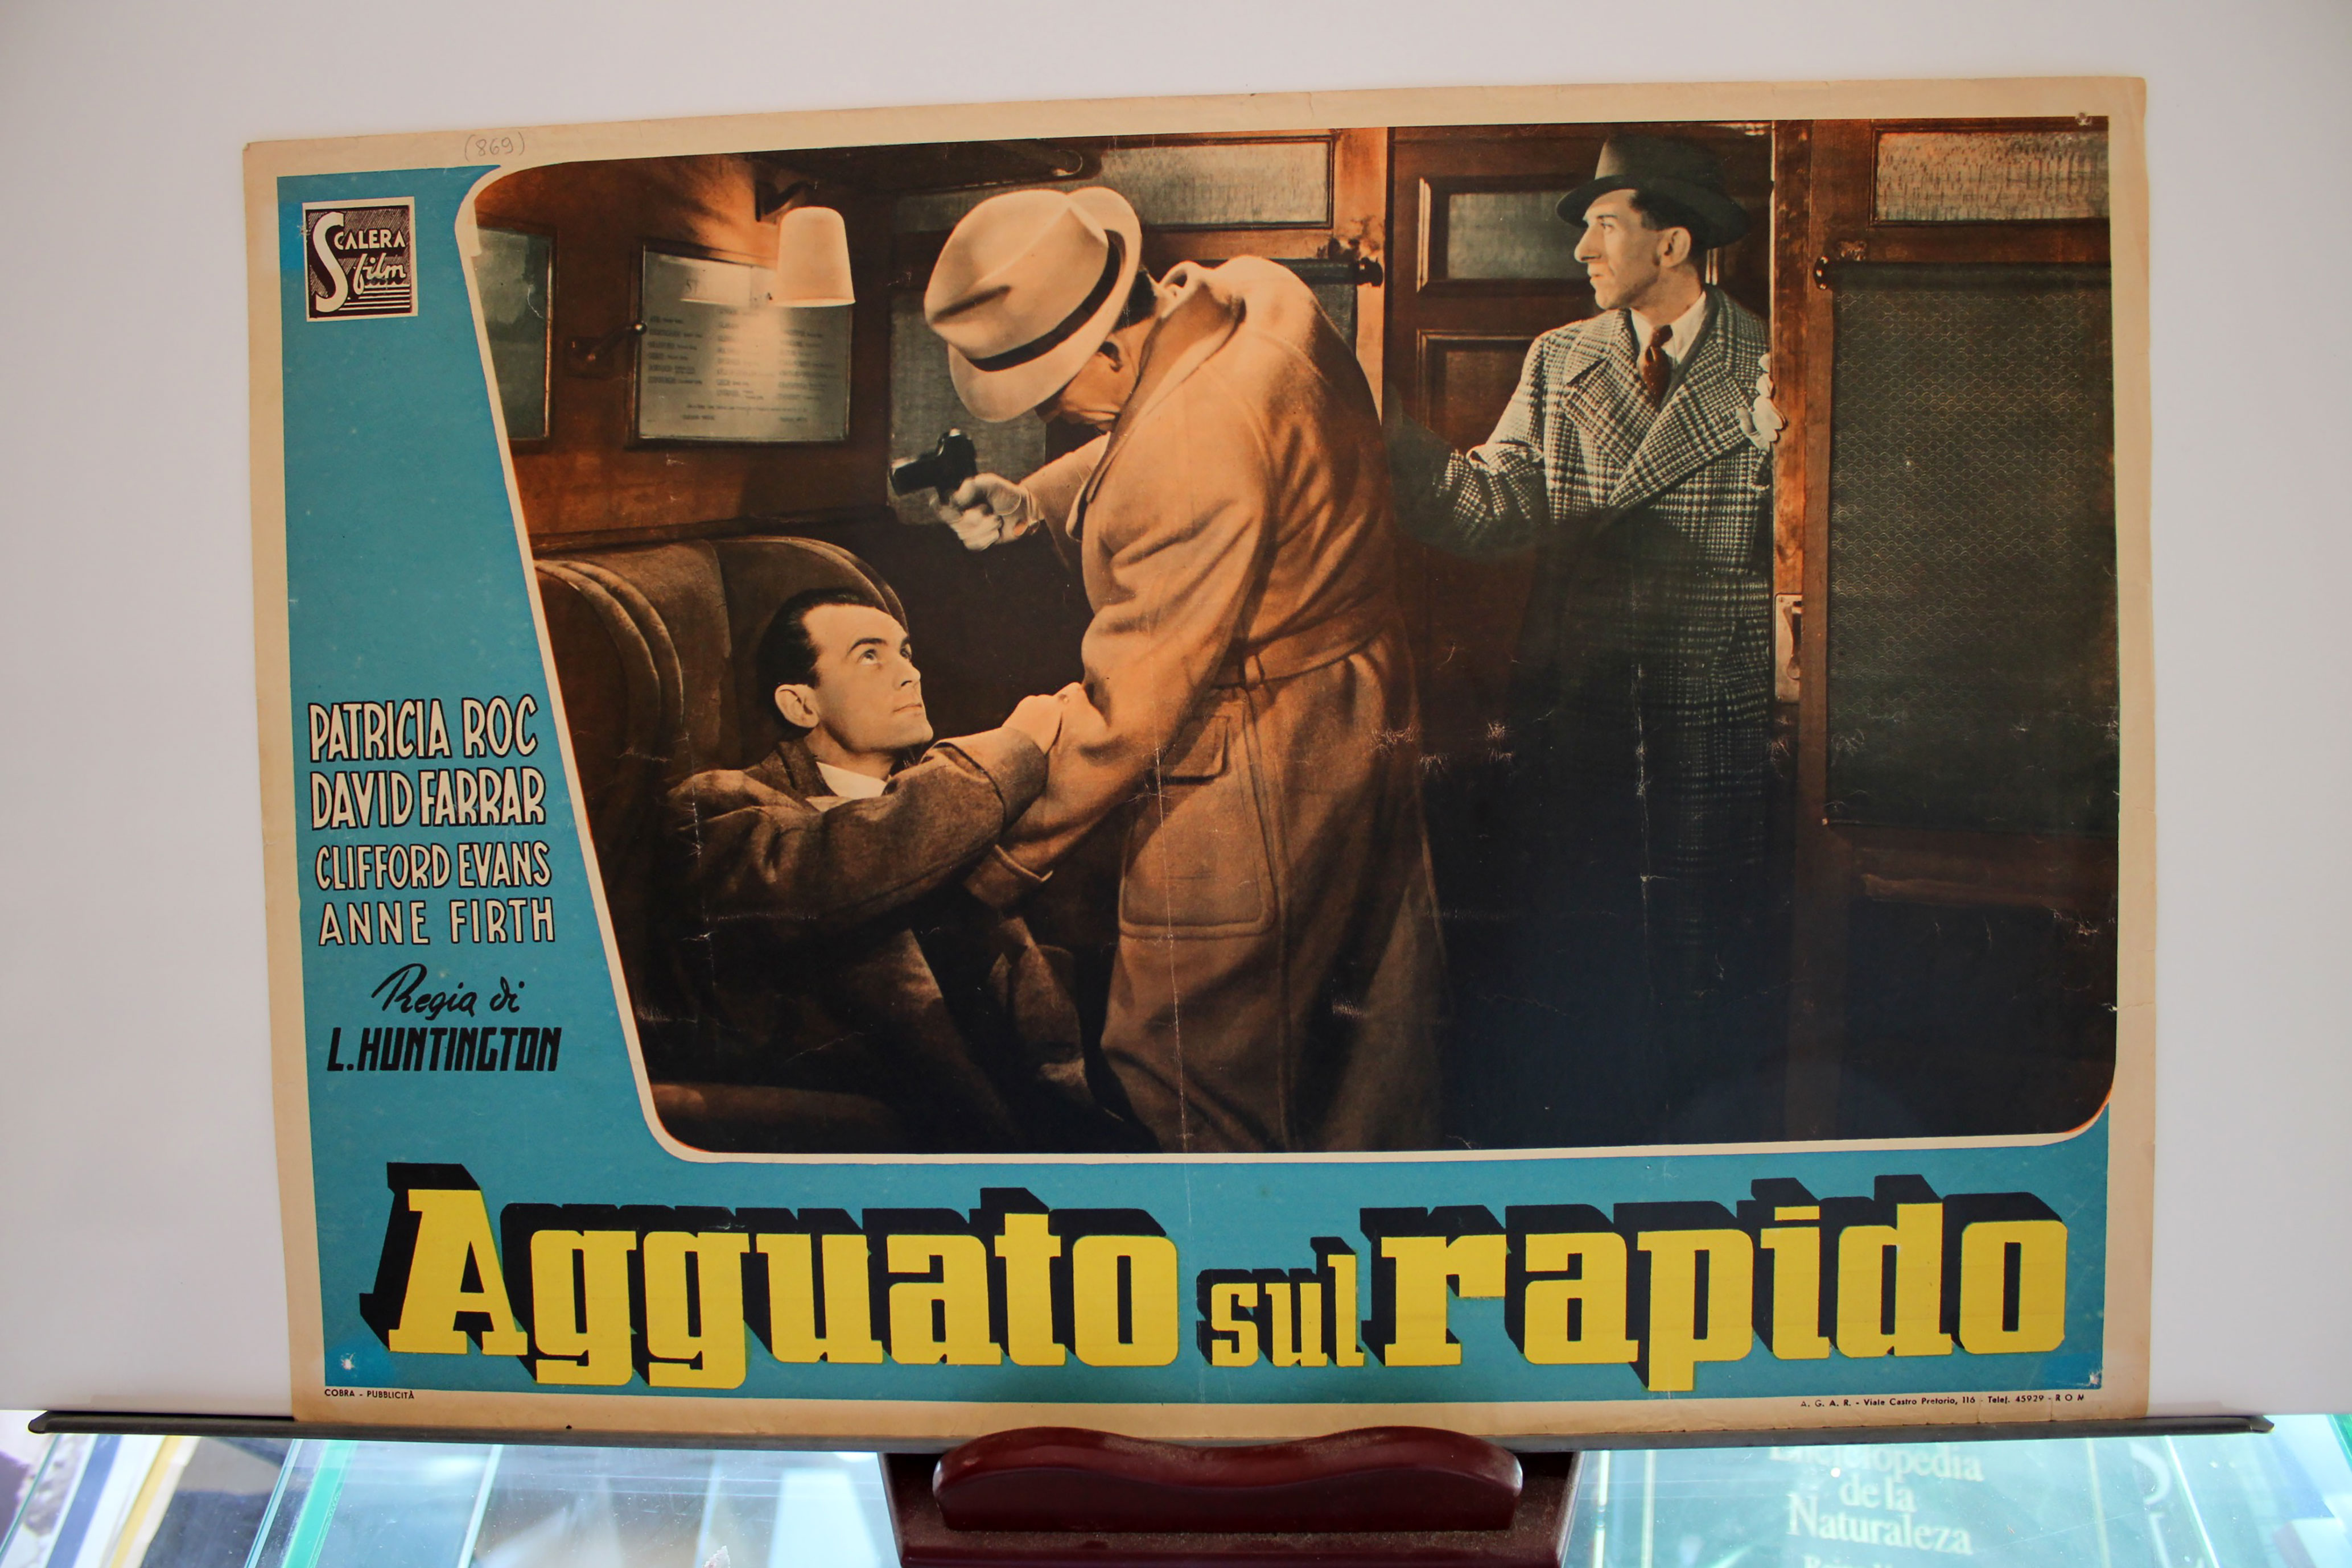 (869)
SCALERA
film
PATRICIA ROC
DAVID FARRAR
CLIFFORD EVANS
ANNE FIRTH
Regia di
L. HUNTINGTON
Agguato sul rapido
COBRA - PUBBLICITÀ
A. G. A. R. - Viale Castro Pretorio, 116 - Telef. 45929 - ROM
Enciclopedia
de la
Naturaleza